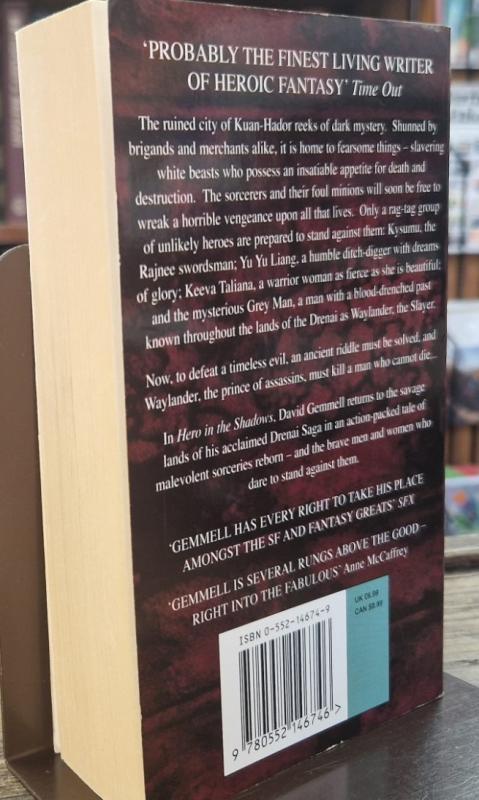 ‘PROBABLY THE FINEST LIVING WRITER
OF HEROIC FANTASY’ Time Out
The ruined city of Kuan-Hador reeks of dark mystery. Shunned by
brigands and merchants alike, it is home to fearsome things – slavering
white beasts who possess an insatiable appetite for death and
destruction. The sorcerers and their foul minions will soon be free to
wreak a horrible vengeance upon all that lives. Only a rag-tag group
of unlikely heroes are prepared to stand against them: Kysumu, the
Rajnee swordsman; Yu Yu Liang, a humble ditch-digger with dreams
of glory; Keeva Taliana, a warrior woman as fierce as she is beautiful;
and the mysterious Grey Man, a man with a blood-drenched past
known throughout the lands of the Drenai as Waylander, the Slayer.
Now, to defeat a timeless evil, an ancient riddle must be solved, and
Waylander, the prince of assassins, must kill a man who cannot die...
In Hero in the Shadows, David Gemmell returns to the savage
lands of his acclaimed Drenai Saga in an action-packed tale of
malevolent sorceries reborn – and the brave men and women who
dare to stand against them.
‘GEMMELL HAS EVERY RIGHT TO TAKE HIS PLACE
AMONGST THE SF AND FANTASY GREATS’ SFX
‘GEMMELL IS SEVERAL RUNGS ABOVE THE GOOD –
RIGHT INTO THE FABULOUS’ Anne McCaffrey
ISBN 0-552-14674-9
UK £6.99
CAN $9.99
9 780552 146746 >